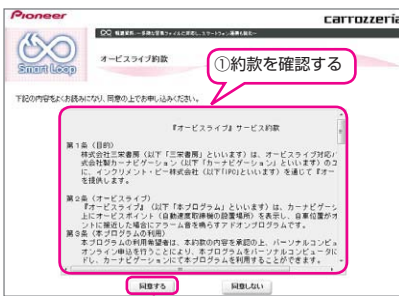 Pioneer
carrozzeria
Smart Loop
オービスライブ約款
①約款を確認する
下記の内容をよくお読みになり、同意の上でお申し込みください。
『オービスライブ』サービス約款
第1条（目的）
株式会社三栄書房（以下「三栄書房」といいます）は、オービスライブ対応パ
式会社製カーナビゲーション（以下「カーナビゲーション」といいます）のユ
に、インクリメント・ピー株式会社（以下「IPC」といいます）を通じて『オー
を提供します。
第2条（オービスライブ）
『オービスライブ』（以下「本プログラム」といいます）は、カーナビゲーシ
上にオービスポイント（自動速度取締機の設置場所）を表示し、自車位置がオ
ントに接近した場合にアラーム音を鳴らすアドオンプログラムです。
第3条（本プログラムの利用）
本プログラムの利用希望者は、本約款の内容を承認の上、パーソナルコンピュ
オンライン申込を行うことにより、本プログラムをパーソナルコンピュータに
ドし、カーナビゲーションにて本プログラムを利用することができます。
同意する
同意しない